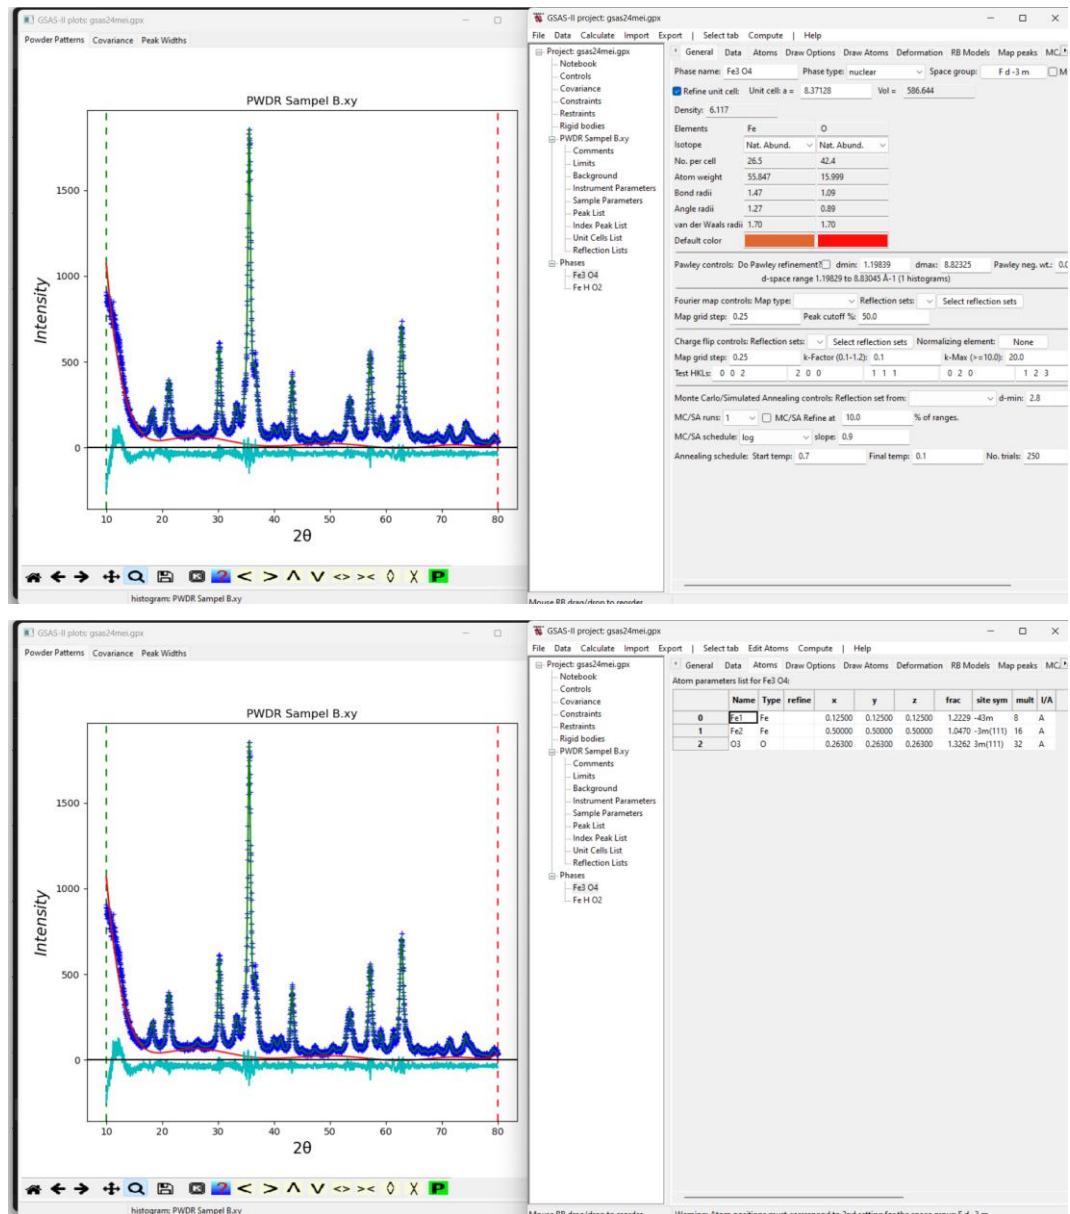 GSAS-II plots: gsas24mei.gpx
Powder Patterns Covariance Peak Widths
PWDR Sampel B.xy
Intensity
1500
1000
500
0
10 20 30 40 50 60 70 80
2θ
histogram: PWDR Sampel B.xy
GSAS-II project: gsas24mei.gpx
File Data Calculate Import Export | Select tab Compute | Help
Project: gsas24mei.gpx
Notebook
Controls
Covariance
Constraints
Restraints
Rigid bodies
PWDR Sampel B.xy
Comments
Limits
Background
Instrument Parameters
Sample Parameters
Peak List
Index Peak List
Unit Cells List
Reflection Lists
Phases
Fe3 O4
Fe H O2
Mouse RB drag/drop to reorder
General Data Atoms Draw Options Draw Atoms Deformation RB Models Map peaks MC
Phase name: Fe3 O4 Phase type: nuclear Space group: F d -3 m M
Refine unit cell: Unit cell: a = 8.37128 Vol = 586.644
Density: 6.117
Elements Fe O
Isotope Nat. Abund. Nat. Abund.
No. per cell 26.5 42.4
Atom weight 55.847 15.999
Bond radii 1.47 1.09
Angle radii 1.27 0.89
van der Waals radii 1.70 1.70
Default color
Pawley controls: Do Pawley refinement? dmin: 1.19839 dmax: 8.82325 Pawley neg. wt.: 0.0
d-space range 1.19829 to 8.83045 Å-1 (1 histograms)
Fourier map controls: Map type: Reflection sets: Select reflection sets
Map grid step: 0.25 Peak cutoff %: 50.0
Charge flip controls: Reflection sets: Select reflection sets Normalizing element: None
Map grid step: 0.25 k-Factor (0.1-1.2): 0.1 k-Max (>=10.0): 20.0
Test HKLs: 0 0 2 2 0 0 1 1 1 0 2 0 1 2 3
Monte Carlo/Simulated Annealing controls: Reflection set from: d-min: 2.8
MC/SA runs: 1 MC/SA Refine at 10.0 % of ranges.
MC/SA schedule: log slope: 0.9
Annealing schedule: Start temp: 0.7 Final temp: 0.1 No. trials: 250
GSAS-II plots: gsas24mei.gpx
Powder Patterns Covariance Peak Widths
PWDR Sampel B.xy
Intensity
1500
1000
500
0
10 20 30 40 50 60 70 80
2θ
histogram: PWDR Sampel B.xy
GSAS-II project: gsas24mei.gpx
File Data Calculate Import Export | Select tab Edit Atoms Compute | Help
Project: gsas24mei.gpx
Notebook
Controls
Covariance
Constraints
Restraints
Rigid bodies
PWDR Sampel B.xy
Comments
Limits
Background
Instrument Parameters
Sample Parameters
Peak List
Index Peak List
Unit Cells List
Reflection Lists
Phases
Fe3 O4
Fe H O2
Mouse RB drag/drop to reorder
General Data Atoms Draw Options Draw Atoms Deformation RB Models Map peaks MC
Atom parameters list for Fe3 O4:
Name Type refine x y z frac site sym mult I/A
0 Fe1 Fe 0.12500 0.12500 0.12500 1.2229 -43m 8 A
1 Fe2 Fe 0.50000 0.50000 0.50000 1.0470 -3m(111) 16 A
2 O3 O 0.26300 0.26300 0.26300 1.3262 3m(111) 32 A
Warning: Atom positions must correspond to 2nd setting for the space group F d -3 m